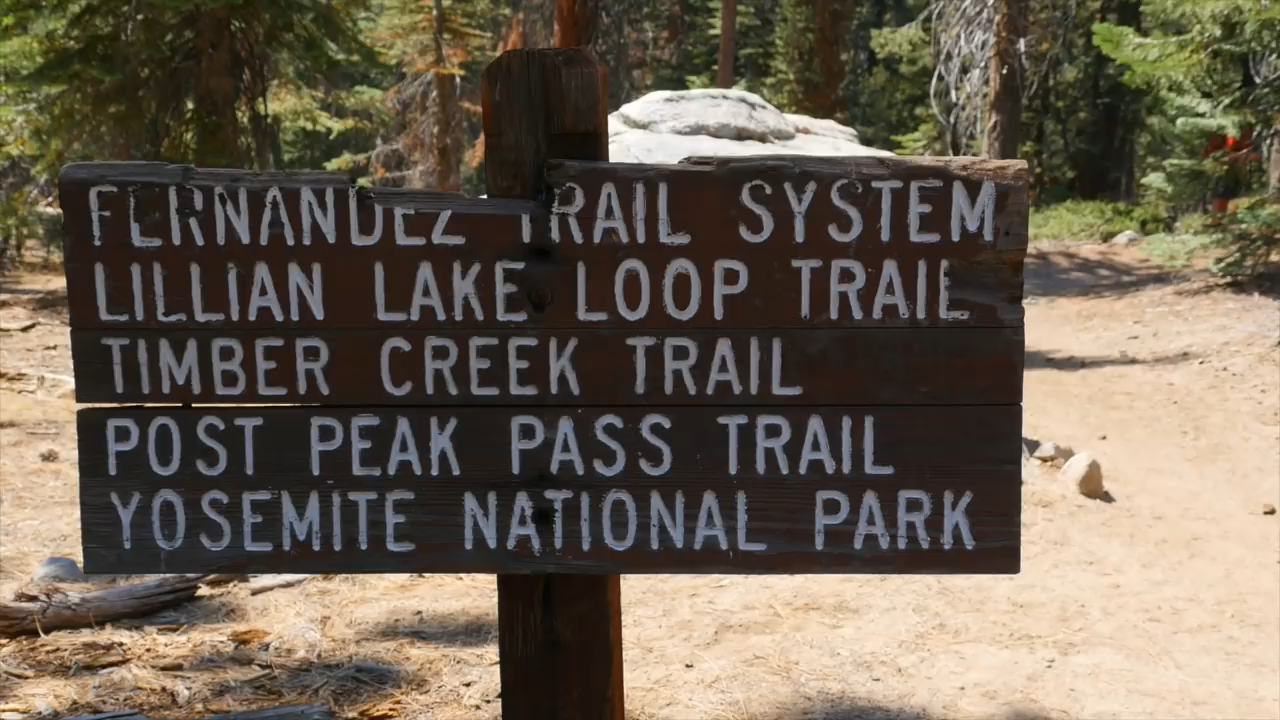 FERNANDEZ TRAIL SYSTEM
LILLIAN LAKE LOOP TRAIL
TIMBER CREEK TRAIL
POST PEAK PASS TRAIL
YOSEMITE NATIONAL PARK